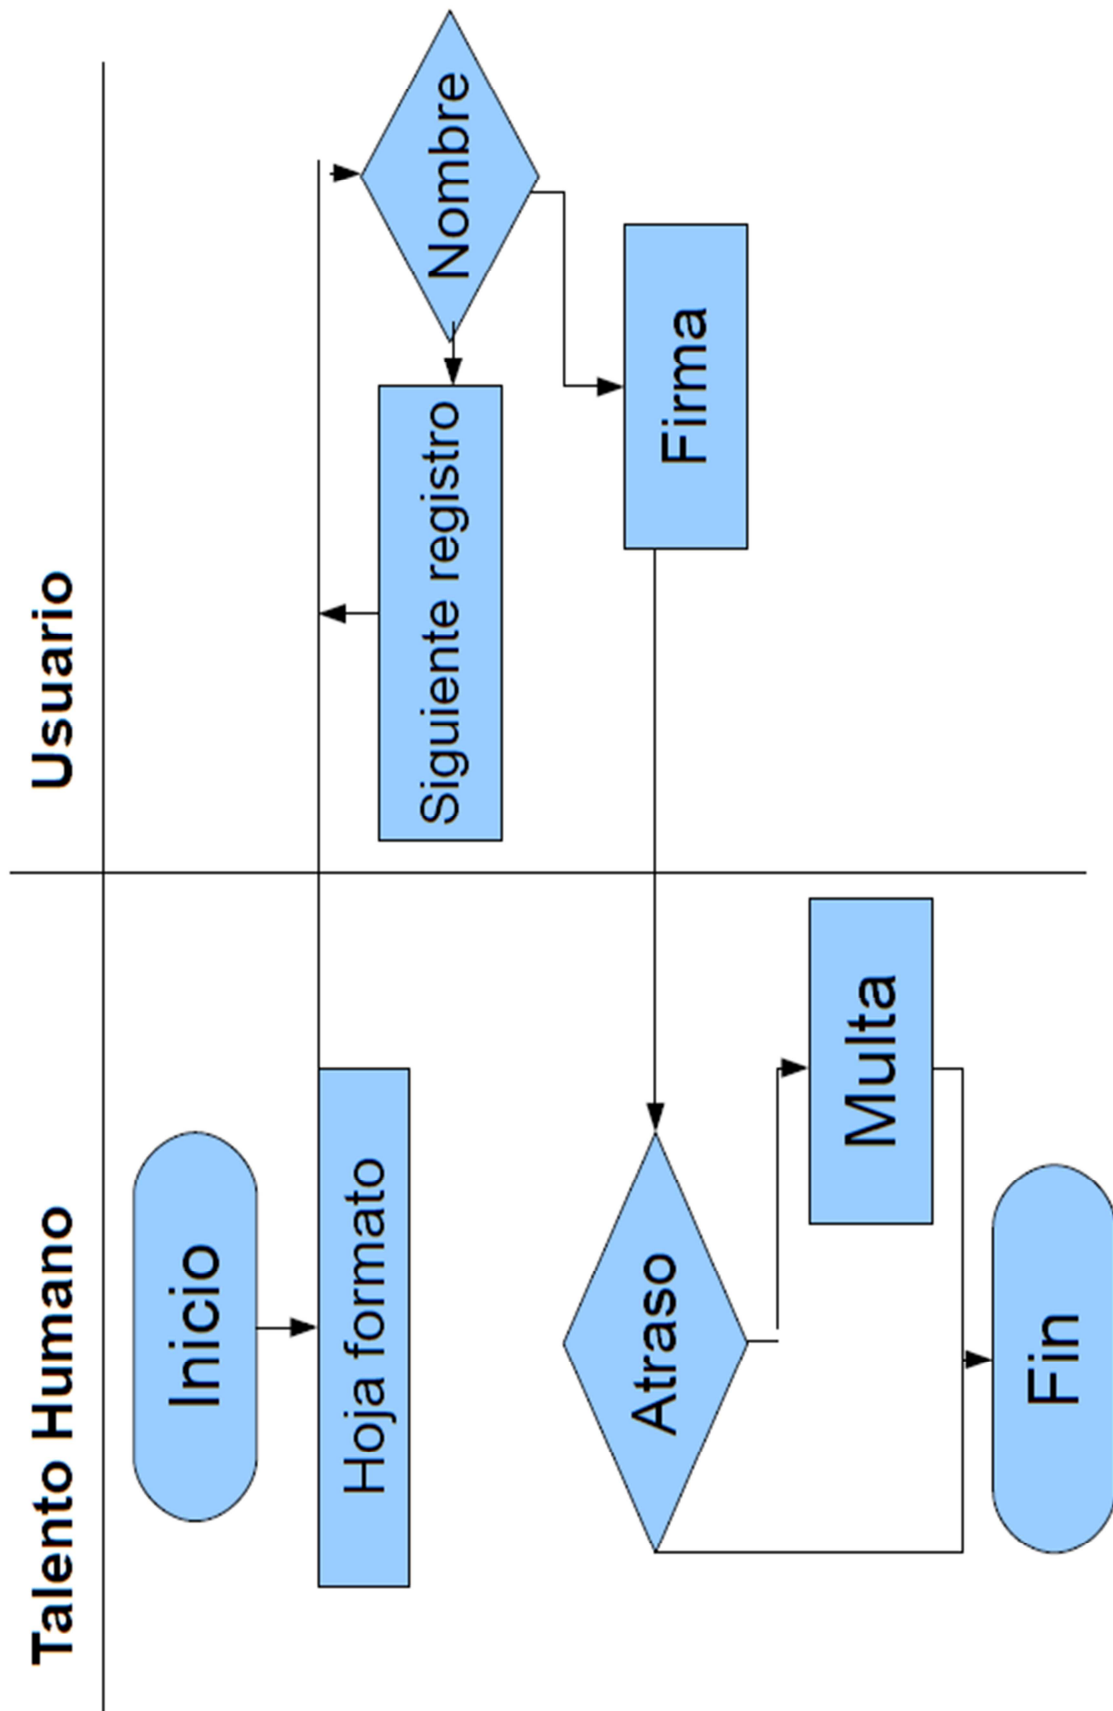 Talento Humano
Usuario
Inicio
Hoja formato
Nombre
Siguiente registro
Firma
Atraso
Multa
Fin